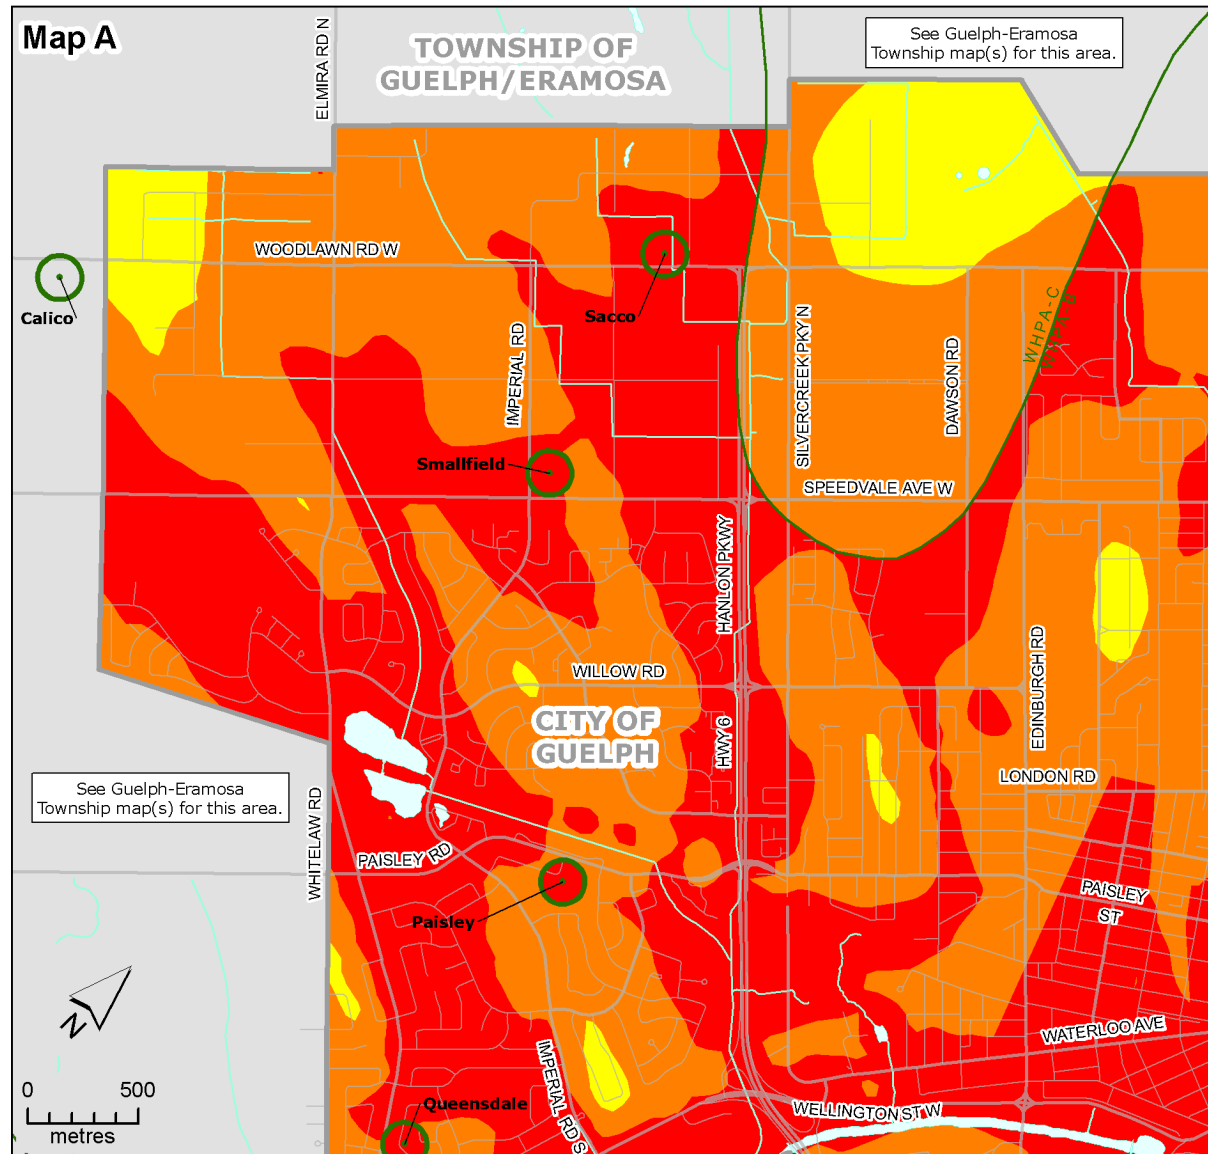 Map A
ELMIRA RD N
TOWNSHIP OF
GUELPH/ERAMOSA
See Guelph-Eramosa
Township map(s) for this area.
WOODLAWN RD W
Calico
Sacco
IMPERIAL RD
SILVERCREEK PKY N
DAWSON RD
WHPA-C
WHPA-B
Smallfield
SPEEDVALE AVE W
HANLON PKWY
WILLOW RD
EDINBURGH RD
CITY OF
GUELPH
HWY 6
LONDON RD
See Guelph-Eramosa
Township map(s) for this area.
WHITELAW RD
PAISLEY RD
Paisley
PAISLEY
ST
N
WATERLOO AVE
0 500
metres
IMPERIAL RD S
Queensdale
WELLINGTON ST W